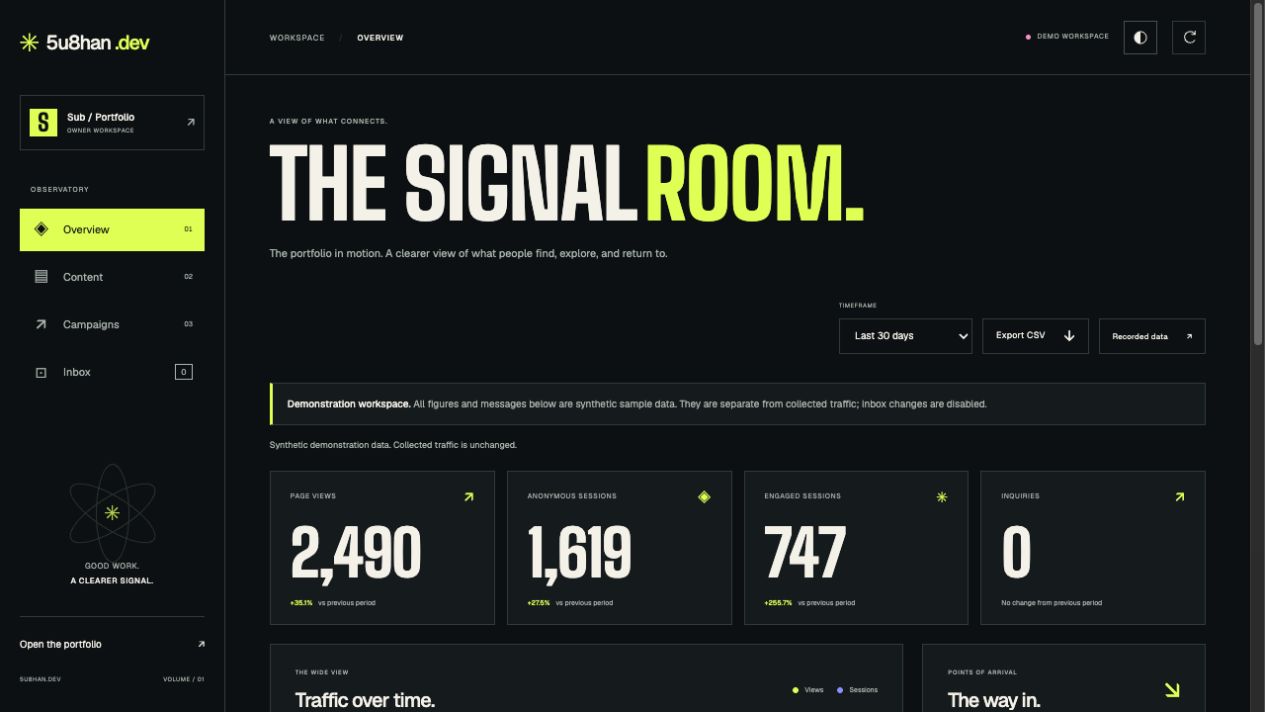 5u8han .dev
S
Sub / Portfolio
OWNER WORKSPACE
OBSERVATORY
Overview 01
Content 02
Campaigns 03
Inbox 0
GOOD WORK.
A CLEARER SIGNAL.
Open the portfolio
SUBHAN.DEV VOLUME / 01
WORKSPACE / OVERVIEW
DEMO WORKSPACE
A VIEW OF WHAT CONNECTS.
THE SIGNAL ROOM.
The portfolio in motion. A clearer view of what people find, explore, and return to.
TIMEFRAME
Last 30 days
Export CSV
Recorded data
Demonstration workspace. All figures and messages below are synthetic sample data. They are separate from collected traffic; inbox changes are disabled.
Synthetic demonstration data. Collected traffic is unchanged.
PAGE VIEWS
2,490
+35.1% vs previous period
ANONYMOUS SESSIONS
1,619
+27.5% vs previous period
ENGAGED SESSIONS
747
+255.7% vs previous period
INQUIRIES
0
No change from previous period
THE WIDE VIEW
Traffic over time.
Views Sessions
POINTS OF ARRIVAL
The way in.